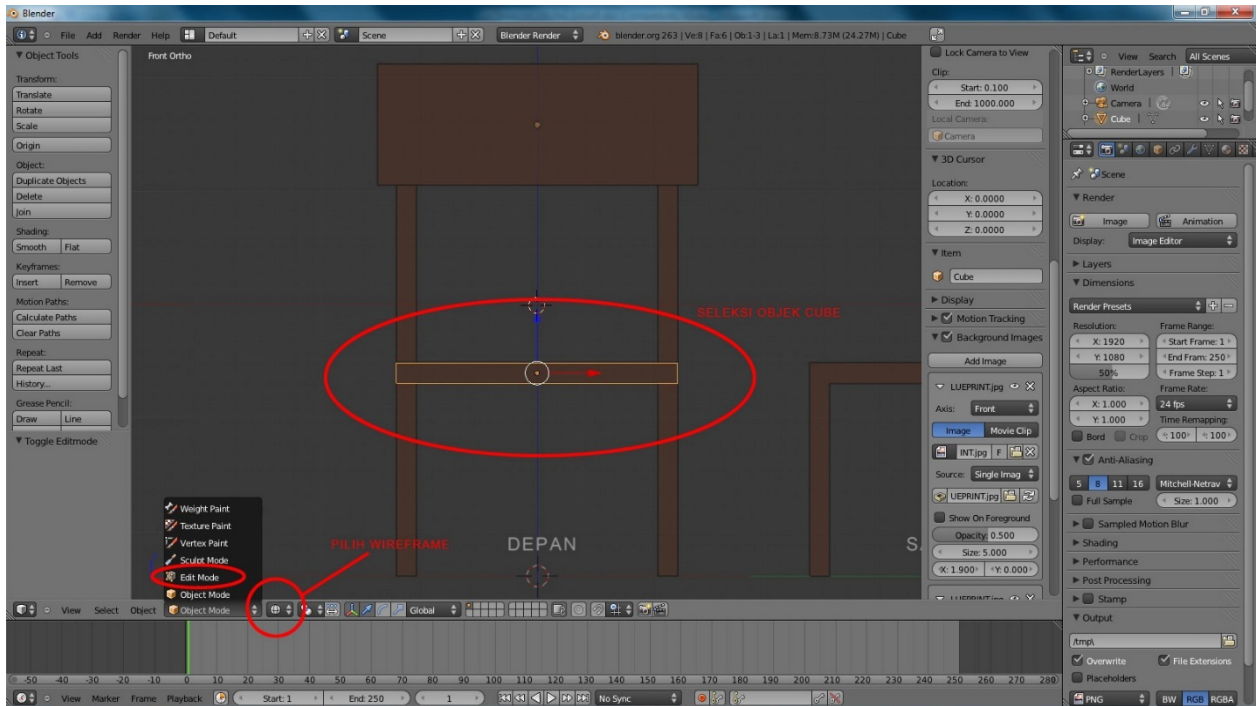 Blender
File Add Render Help Default Scene Blender Render blender.org 263 | Ve:8 | Fa:6 | Ob:1-3 | La:1 | Mem:8.73M (24.27M) | Cube
Object Tools
Transform:
Translate
Rotate
Scale
Origin
Object:
Duplicate Objects
Delete
Join
Shading:
Smooth Flat
Keyframes:
Insert Remove
Motion Paths:
Calculate Paths
Clear Paths
Repeat:
Repeat Last
History...
Grease Pencil:
Draw Line
Toggle Editmode
Front Ortho
SELEKSI OBJEK CUBE
PILIH WIREFRAME
DEPAN
S
Weight Paint
Texture Paint
Vertex Paint
Sculpt Mode
Edit Mode
Object Mode
View Select Object Object Mode Global
Lock Camera to View
Clip:
Start: 0.100
End: 1000.000
Local Camera:
Camera
3D Cursor
Location:
X: 0.0000
Y: 0.0000
Z: 0.0000
Item
Cube
Display
Motion Tracking
Background Images
Add Image
LUEPRINT.jpg
Axis: Front
Image Movie Clip
INT.jpg F
Source: Single Imag
UEPRINT.jpg
Show On Foreground
Opacity: 0.500
Size: 5.000
X: 1.900 Y: 0.000
View Search All Scenes
RenderLayers
World
Camera
Cube
Scene
Render
Image Animation
Display: Image Editor
Layers
Dimensions
Render Presets
Resolution: Frame Range:
X: 1920 Start Frame: 1
Y: 1080 End Fram: 250
50% Frame Step: 1
Aspect Ratio: Frame Rate:
X: 1.000 24 fps
Y: 1.000 Time Remapping:
Bord Crop :100 :100
Anti-Aliasing
5 8 11 16 Mitchell-Netrav
Full Sample Size: 1.000
Sampled Motion Blur
Shading
Performance
Post Processing
Stamp
Output
/tmp\
Overwrite File Extensions
Placeholders
PNG BW RGB RGBA
-50 -40 -30 -20 -10 0 10 20 30 40 50 60 70 80 90 100 110 120 130 140 150 160 170 180 190 200 210 220 230 240 250 260 270 280
View Marker Frame Playback Start: 1 End: 250 1 No Sync